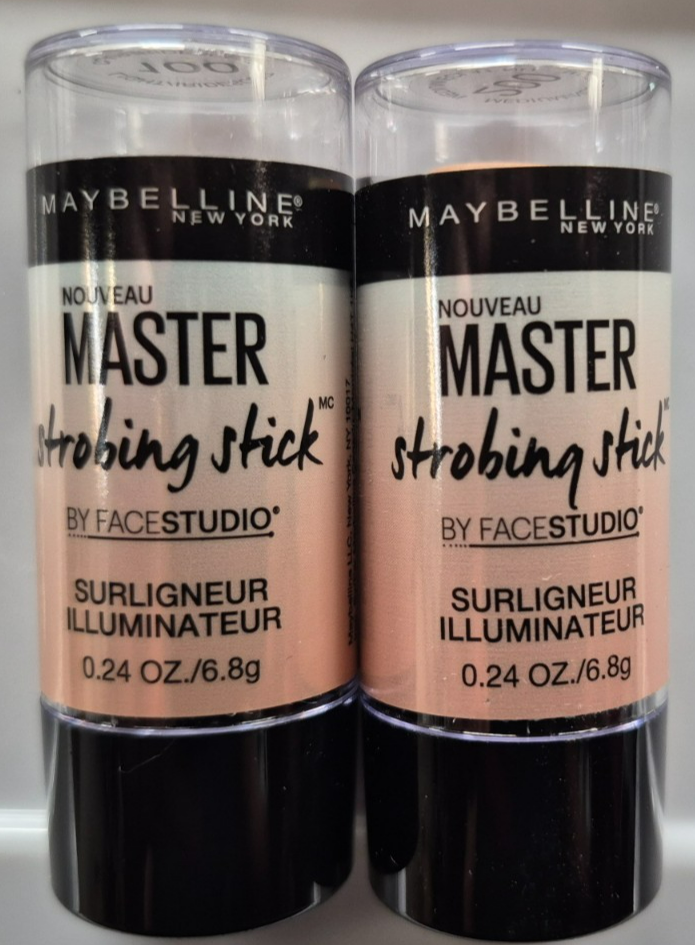 100
MAYBELLINE®
NEW YORK
NOUVEAU
MASTER
strobing stick MC
BY FACESTUDIO®
SURLIGNEUR
ILLUMINATEUR
0.24 OZ./6.8g
MAYBELLINE®
NEW YORK
NOUVEAU
MASTER
strobing stick MC
BY FACESTUDIO®
SURLIGNEUR
ILLUMINATEUR
0.24 OZ./6.8g